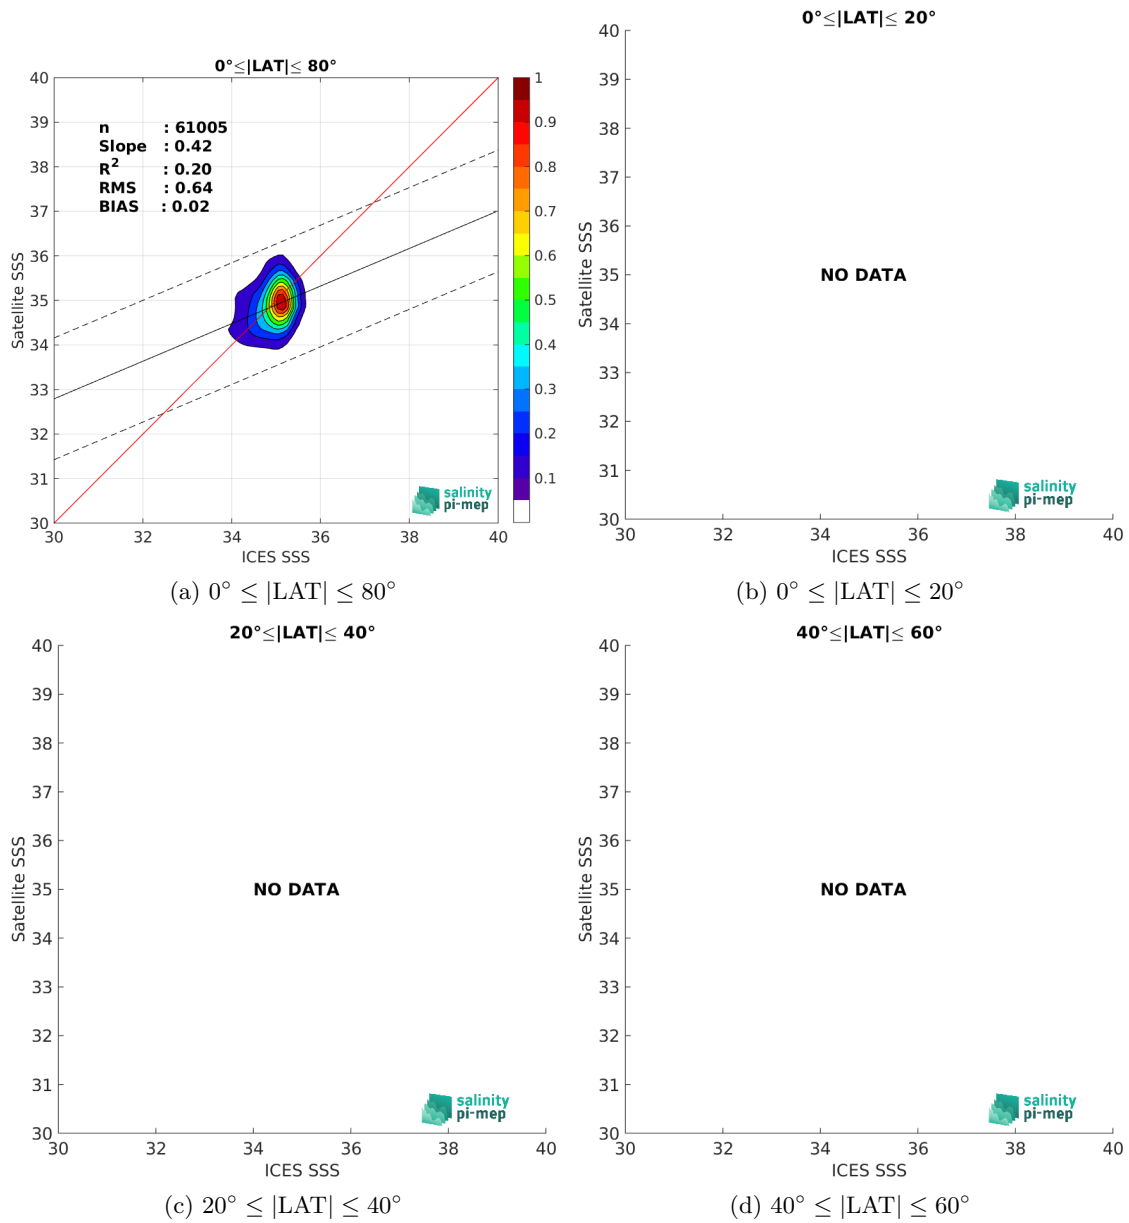 0°≤|LAT|≤ 80°
n : 61005
Slope : 0.42
R2 : 0.20
RMS : 0.64
BIAS : 0.02
40
39
38
37
36
35
34
33
32
31
30
Satellite SSS
30 32 34 36 38 40
ICES SSS
1
0.9
0.8
0.7
0.6
0.5
0.4
0.3
0.2
0.1
salinity
pi-mep
(a) 0° ≤ |LAT| ≤ 80°
0°≤|LAT|≤ 20°
40
39
38
37
36
35
34
33
32
31
30
Satellite SSS
NO DATA
30 32 34 36 38 40
ICES SSS
salinity
pi-mep
(b) 0° ≤ |LAT| ≤ 20°
20°≤|LAT|≤ 40°
40
39
38
37
36
35
34
33
32
31
30
Satellite SSS
NO DATA
30 32 34 36 38 40
ICES SSS
salinity
pi-mep
(c) 20° ≤ |LAT| ≤ 40°
40°≤|LAT|≤ 60°
40
39
38
37
36
35
34
33
32
31
30
Satellite SSS
NO DATA
30 32 34 36 38 40
ICES SSS
salinity
pi-mep
(d) 40° ≤ |LAT| ≤ 60°